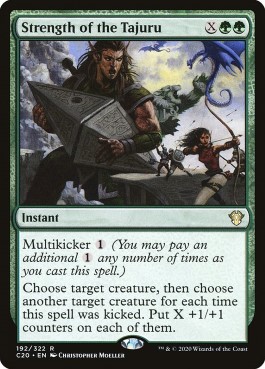 Strength of the Tajuru X
Instant
Multikicker 1 (You may pay an
additional 1 any number of times as
you cast this spell.)
Choose target creature, then choose
another target creature for each time
this spell was kicked. Put X +1/+1
counters on each of them.
192/322 R
C20 • EN Christopher Moeller
™ & © 2020 Wizards of the Coast